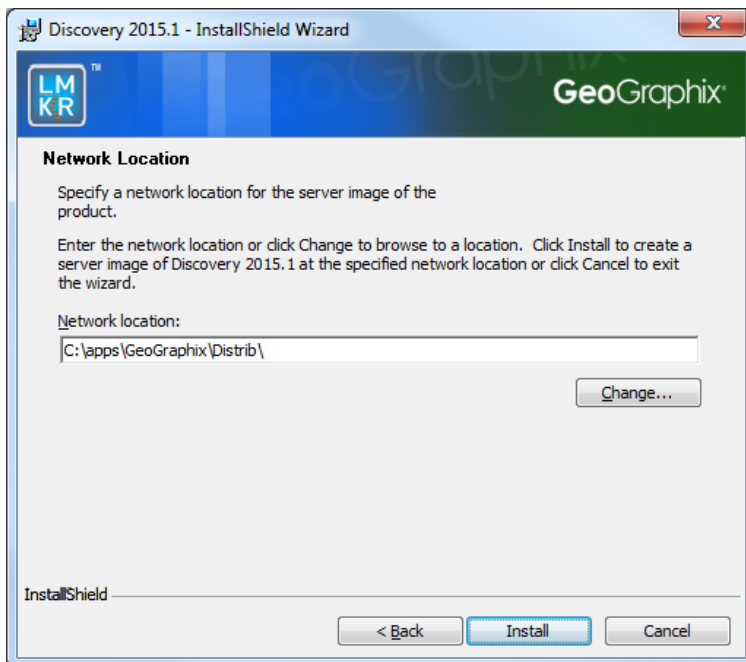 Discovery 2015.1 - InstallShield Wizard
LM
KR
TM
GeoGraphix
GeoGraphix
Network Location
Specify a network location for the server image of the
product.
Enter the network location or click Change to browse to a location.  Click Install to create a
server image of Discovery 2015.1 at the specified network location or click Cancel to exit
the wizard.
Network location:
C:\apps\GeoGraphix\Distrib\
Change...
InstallShield
< Back
Install
Cancel